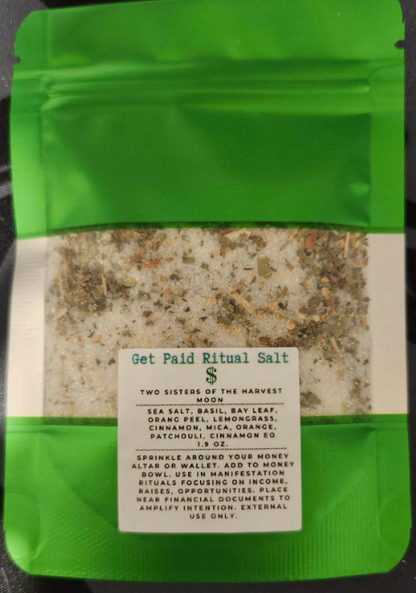 Get Paid Ritual Salt
$
TWO SISTERS OF THE HARVEST
MOON
SEA SALT, BASIL, BAY LEAF,
ORANG PEEL, LEMONGRASS,
CINNAMON, MICA, ORANGE,
PATCHOULI, CINNAMON EO
1.9 OZ.
SPRINKLE AROUND YOUR MONEY
ALTAR OR WALLET. ADD TO MONEY
BOWL. USE IN MANIFESTATION
RITUALS FOCUSING ON INCOME,
RAISES, OPPORTUNITIES. PLACE
NEAR FINANCIAL DOCUMENTS TO
AMPLIFY INTENTION. EXTERNAL
USE ONLY.